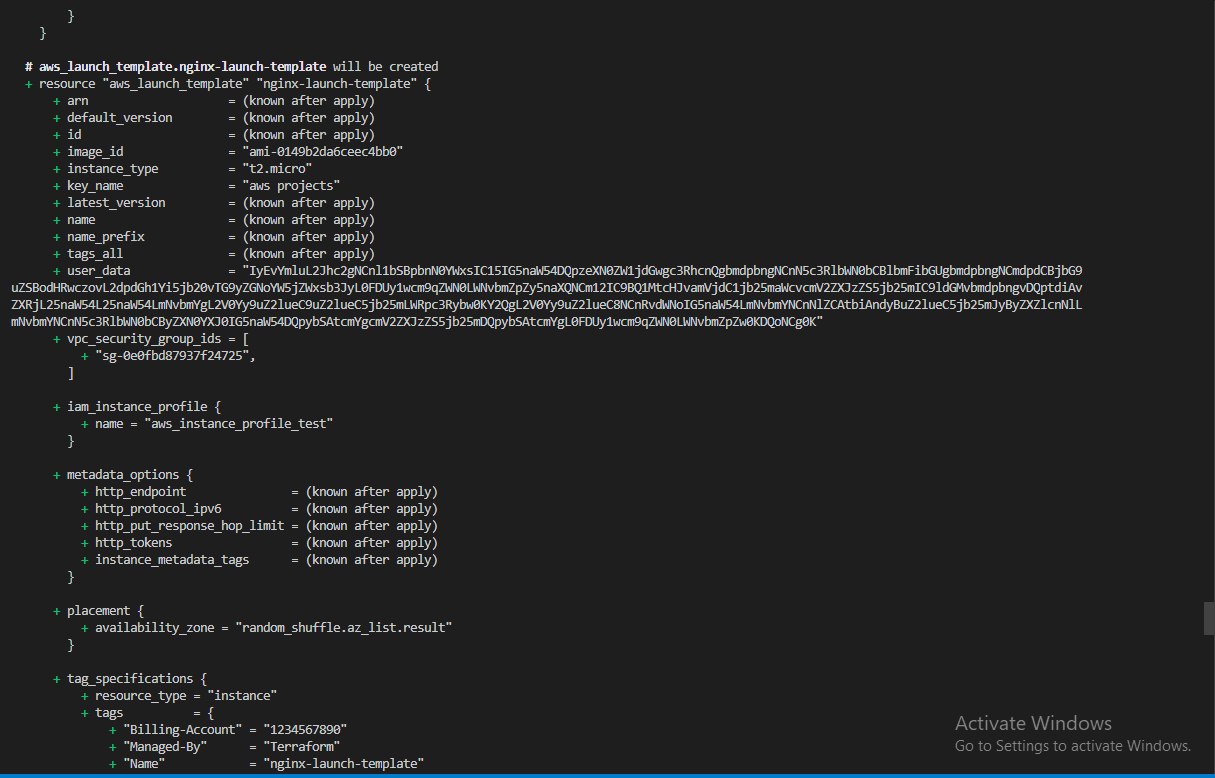 }
}
# aws_launch_template.nginx-launch-template will be created
+ resource "aws_launch_template" "nginx-launch-template" {
+ arn = (known after apply)
+ default_version = (known after apply)
+ id = (known after apply)
+ image_id = "ami-0149b2da6ceec4bb0"
+ instance_type = "t2.micro"
+ key_name = "aws projects"
+ latest_version = (known after apply)
+ name = (known after apply)
+ name_prefix = (known after apply)
+ tags_all = (known after apply)
+ user_data = "IyEvYmluL2Jhc2gNCnl1bSBpbnN0YWxsIC15IG5naW54DQpzeXN0ZW1jdGwgc3RhcnQgbmdpbngNCnN5c3RlbWN0bCBlbmFibGUgbmdpbngNCmdpdCBjbG9
uZSBodHRwczovL2dpdGh1Yi5jb20vTG9yZGNoYW5jZWxsb3JyL0FDUy1wcm9qZWN0LWNvbmZpZy5naXQNCm12IC9BQ1MtcHJvamVjdC1jb25maWcvcmV2ZXJzZS5jb25mIC9ldGMvbmdpbngvDQptdiAv
ZXRjL25naW54L25naW54LmNvbmYgL2V0Yy9uZ2lueC9uZ2lueC5jb25mLWRpc3Rybw0KY2QgL2V0Yy9uZ2lueC8NCnRvdWNoIG5naW54LmNvbmYNCnNlZCAtbiAndyBuZ2lueC5jb25mJyByZXZlcnNlL
mNvbmYNCnN5c3RlbWN0bCByZXN0YXJ0IG5naW54DQpybSAtcmYgcmV2ZXJzZS5jb25mDQpybSAtcmYgL0FDUy1wcm9qZWN0LWNvbmZpZw0KDQoNCg0K"
+ vpc_security_group_ids = [
+ "sg-0e0fbd87937f24725",
]
+ iam_instance_profile {
+ name = "aws_instance_profile_test"
}
+ metadata_options {
+ http_endpoint = (known after apply)
+ http_protocol_ipv6 = (known after apply)
+ http_put_response_hop_limit = (known after apply)
+ http_tokens = (known after apply)
+ instance_metadata_tags = (known after apply)
}
+ placement {
+ availability_zone = "random_shuffle.az_list.result"
}
+ tag_specifications {
+ resource_type = "instance"
+ tags = {
+ "Billing-Account" = "1234567890"
+ "Managed-By" = "Terraform"
+ "Name" = "nginx-launch-template"
Activate Windows
Go to Settings to activate Windows.